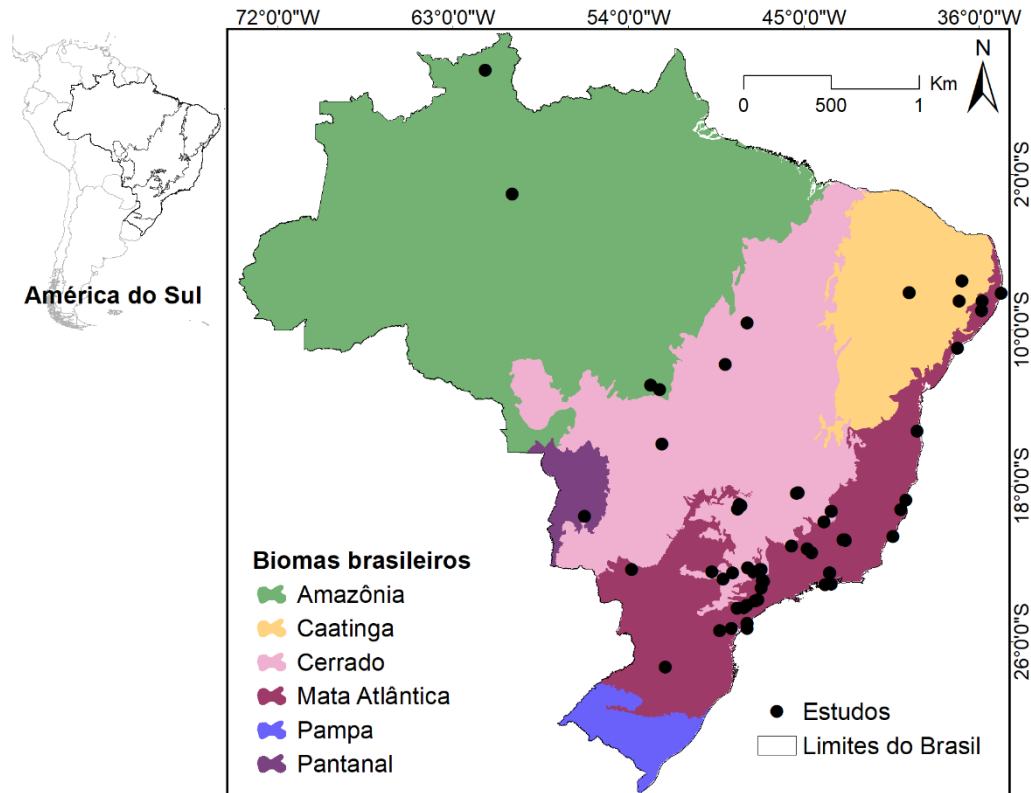 72°0'0"W 63°0'0"W 54°0'0"W 45°0'0"W 36°0'0"W
N
Km
0 500 1
2°0'0"S
10°0'0"S
18°0'0"S
26°0'0"S
América do Sul
Biomas brasileiros
Amazônia
Caatinga
Cerrado
Mata Atlântica
Pampa
Pantanal
Estudos
Limites do Brasil